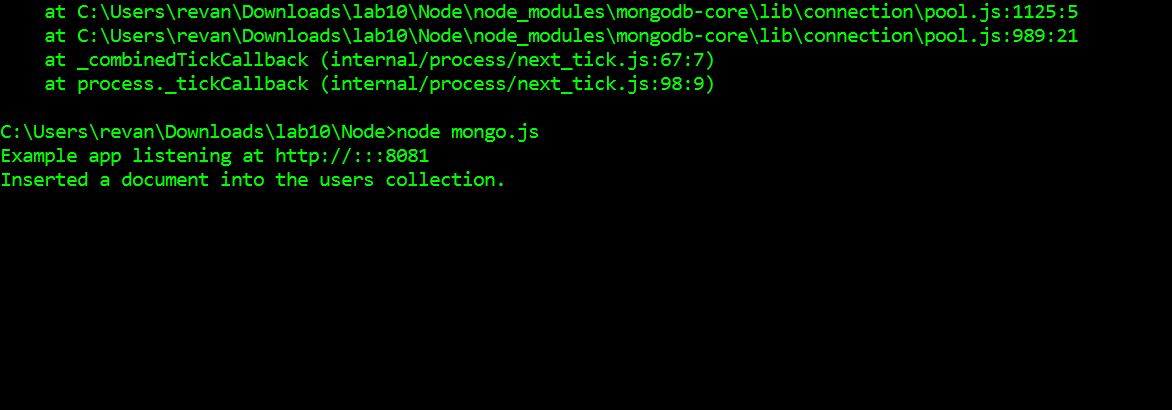 at C:\Users\revan\Downloads\lab10\Node\node_modules\mongodb-core\lib\connection\pool.js:1125:5
at C:\Users\revan\Downloads\lab10\Node\node_modules\mongodb-core\lib\connection\pool.js:989:21
at _combinedTickCallback (internal/process/next_tick.js:67:7)
at process._tickCallback (internal/process/next_tick.js:98:9)
C:\Users\revan\Downloads\lab10\Node>node mongo.js
Example app listening at http://:::8081
Inserted a document into the users collection.